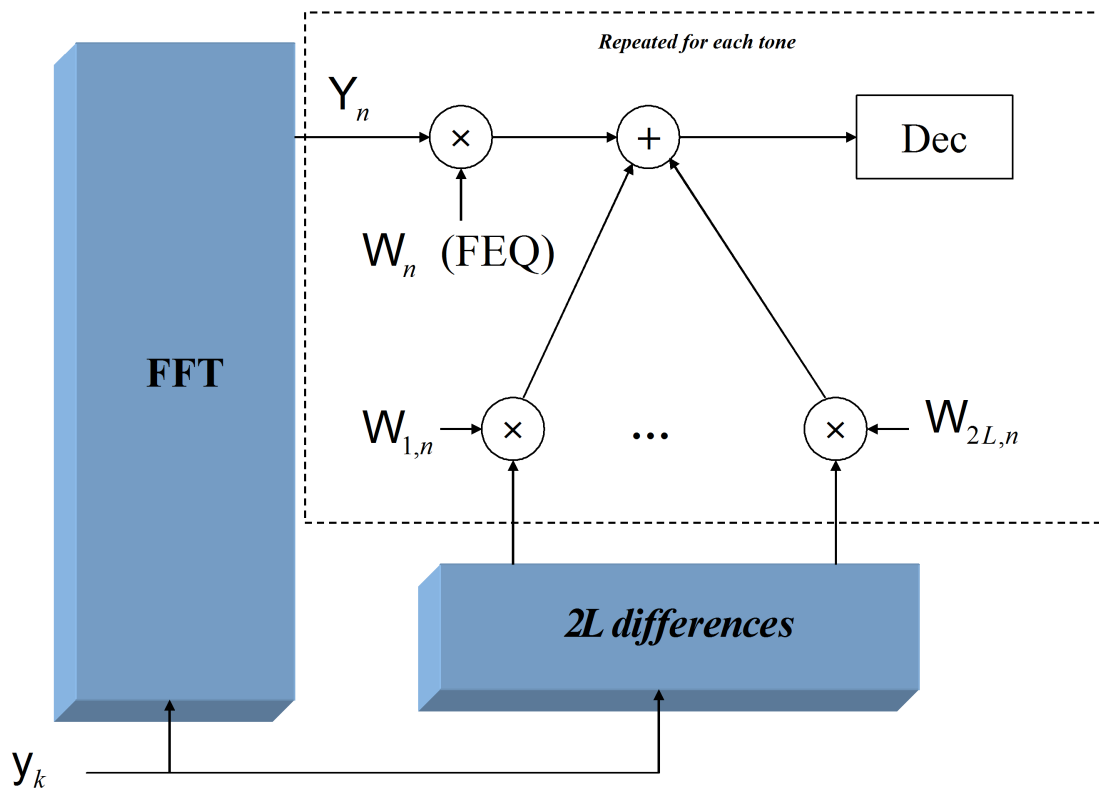 Repeated for each tone
Yn
×
+
Dec
Wn (FEQ)
FFT
W1,n
×
...
×
W2L,n
2L differences
yk